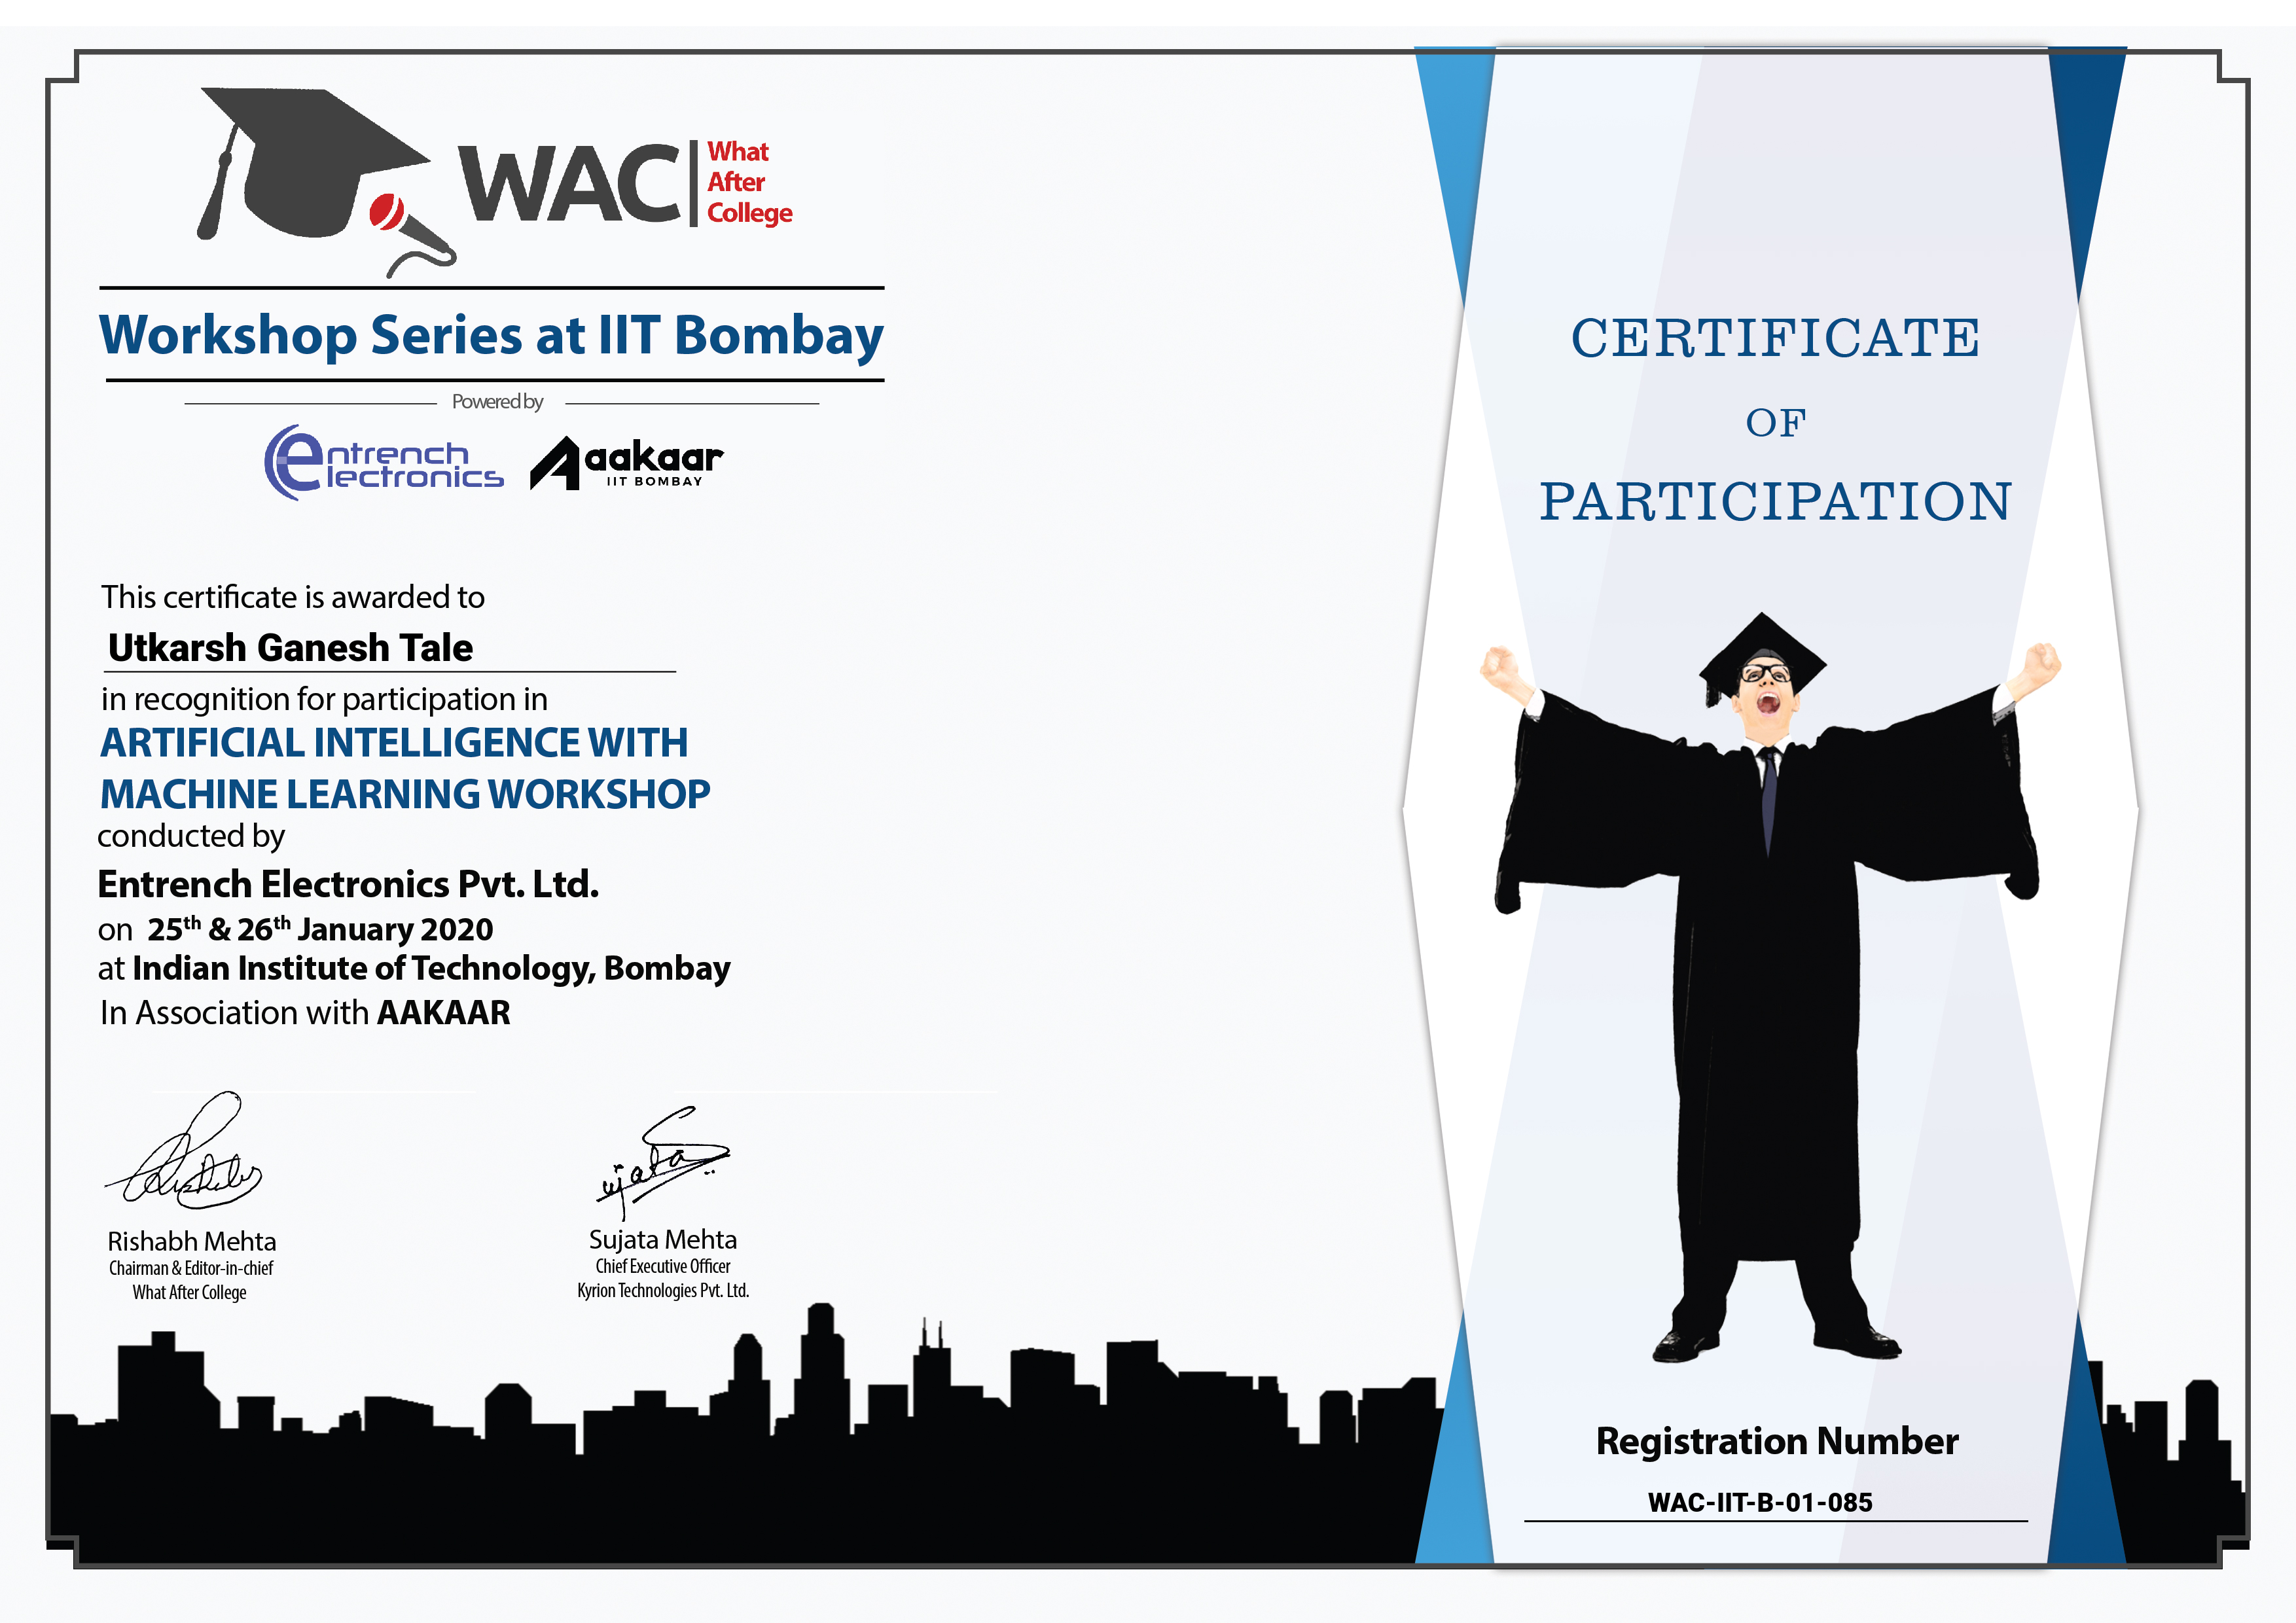 WAC
What
After
College
Workshop Series at IIT Bombay
Powered by
entrench
electronics
aakaar
IIT BOMBAY
This certificate is awarded to
Utkarsh Ganesh Tale
in recognition for participation in
ARTIFICIAL INTELLIGENCE WITH
MACHINE LEARNING WORKSHOP
conducted by
Entrench Electronics Pvt. Ltd.
on 25th & 26th January 2020
at Indian Institute of Technology, Bombay
In Association with AAKAAR
Sujata
Rishabh Mehta
Chairman & Editor-in-chief
What After College
Sujata Mehta
Chief Executive Officer
Kyrion Technologies Pvt. Ltd.
CERTIFICATE
OF
PARTICIPATION
Registration Number
WAC-IIT-B-01-085